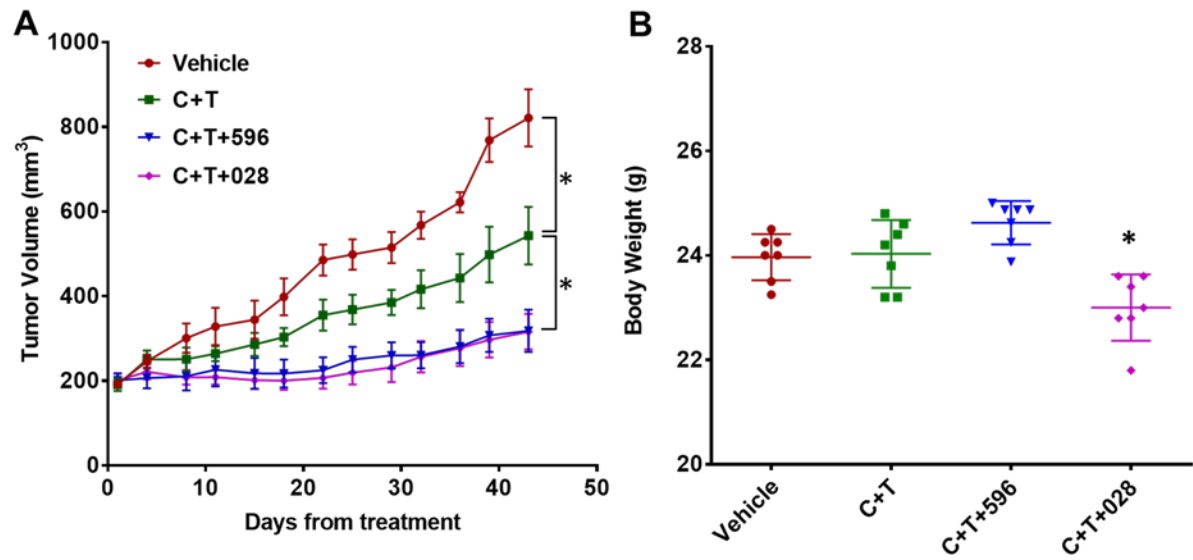 A
Tumor Volume (mm³)
1000
800
600
400
200
0
Vehicle
C+T
C+T+596
C+T+028
*
*
0 10 20 30 40 50
Days from treatment
B
Body Weight (g)
28
26
24
22
20
*
Vehicle
C+T
C+T+596
C+T+028